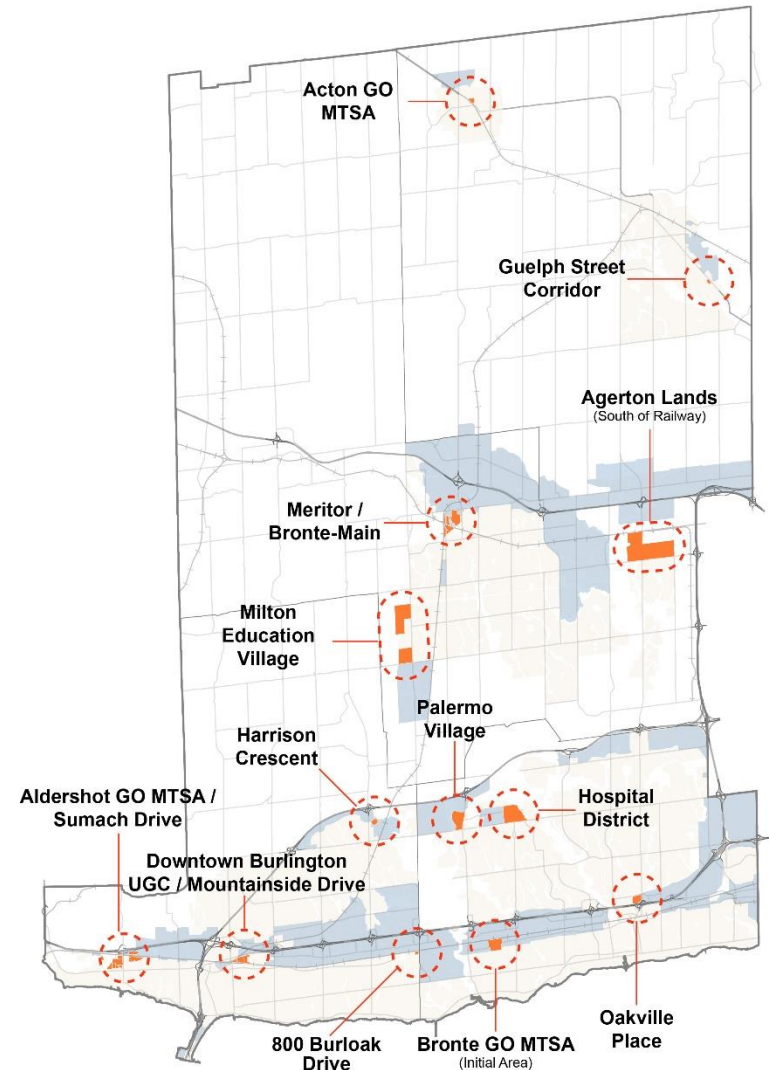 Acton GO
MTSA
Guelph Street
Corridor
Agerton Lands
(South of Railway)
Meritor /
Bronte-Main
Milton
Education
Village
Palermo
Village
Harrison
Crescent
Hospital
District
Aldershot GO MTSA /
Sumach Drive
Downtown Burlington
UGC / Mountainside Drive
800 Burloak
Drive
Bronte GO MTSA
(Initial Area)
Oakville
Place